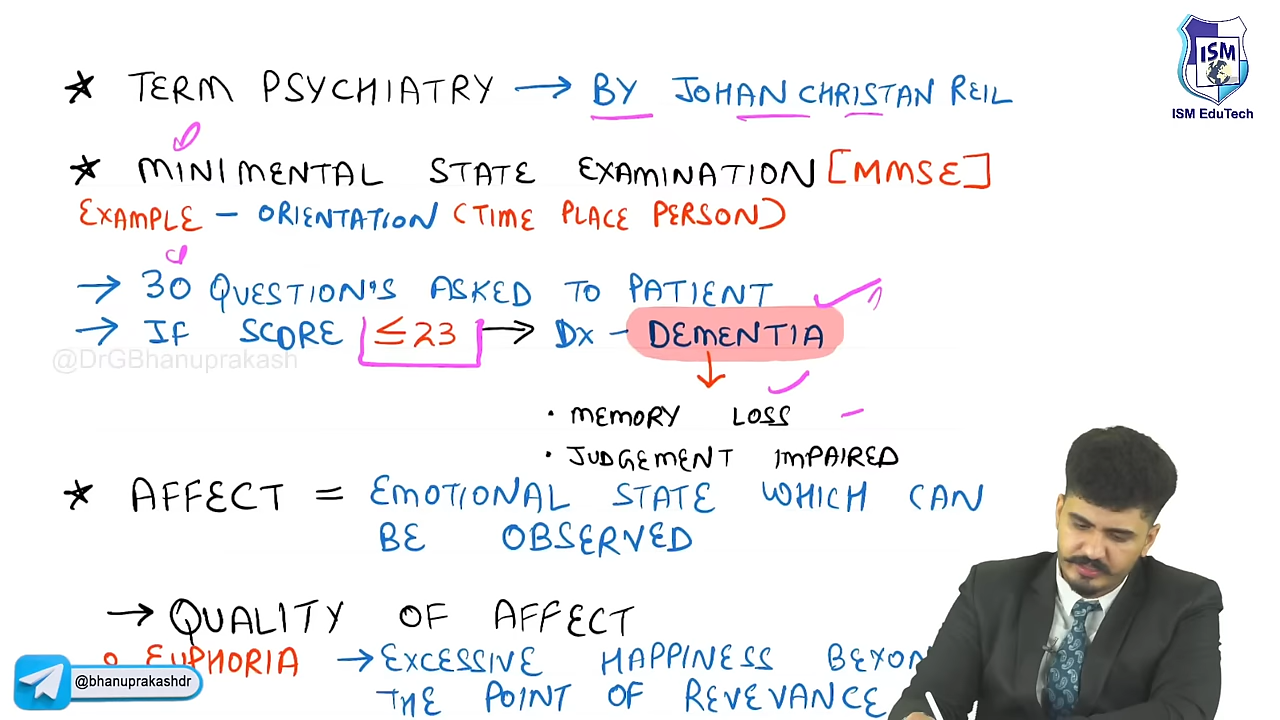 ISM
ISM EduTech
★ TERM PSYCHIATRY → BY JOHAN CHRISTAN REIL
★ MINIMENTAL STATE EXAMINATION [MMSE]
EXAMPLE - ORIENTATION (TIME PLACE PERSON)
→ 30 QUESTION'S ASKED TO PATIENT
→ IF SCORE ≤23 → DX - DEMENTIA
@DrGBhanuprakash
• MEMORY LOSS
• JUDGEMENT IMPAIRED
★ AFFECT = EMOTIONAL STATE WHICH CAN
BE OBSERVED
→ QUALITY OF AFFECT
EUPHORIA → EXCESSIVE HAPPINESS BEYON
THE POINT OF REVEVANCE
@bhanuprakashdr